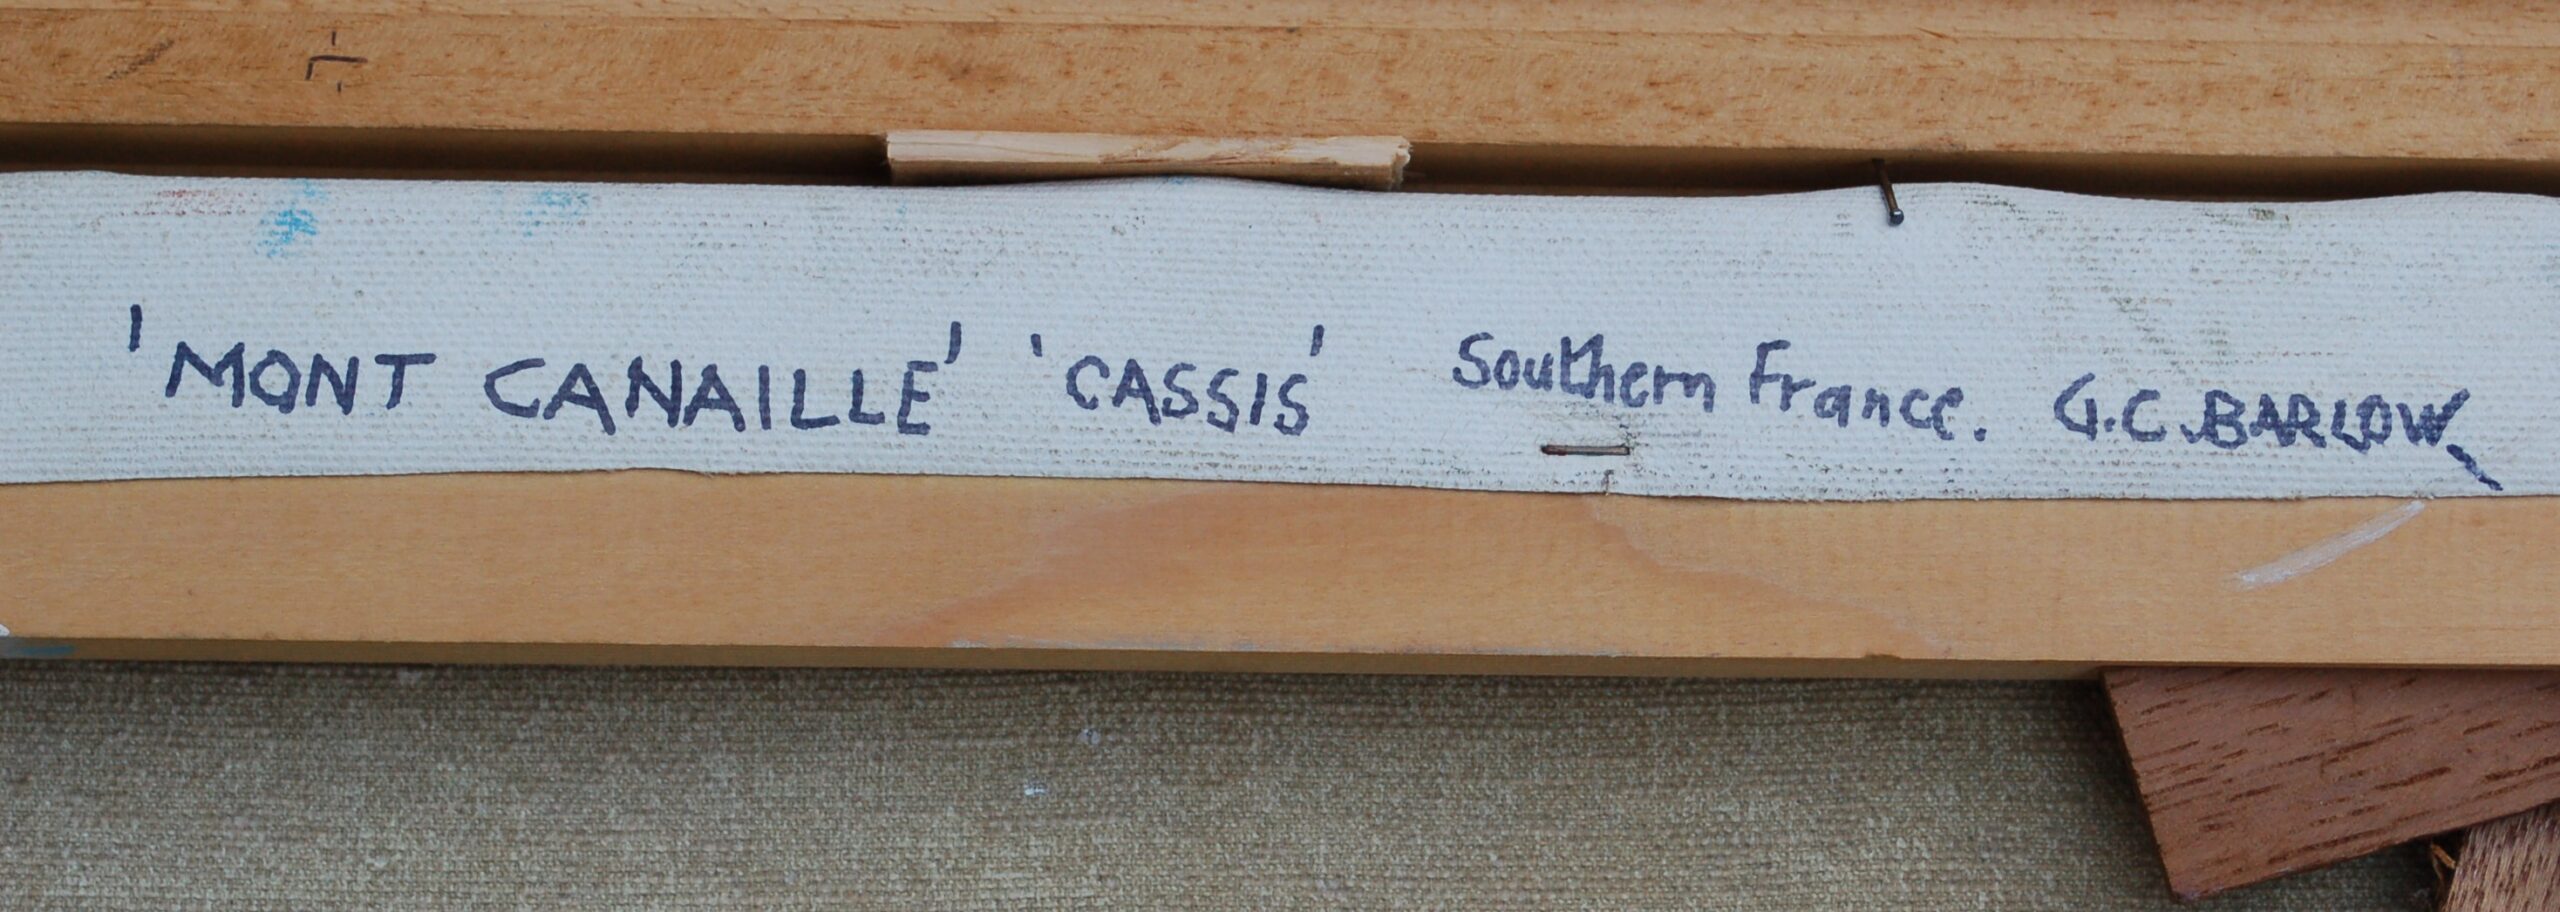 'MONT CANAILLE' 'CASSIS' Southern France. G.C.BARLOW